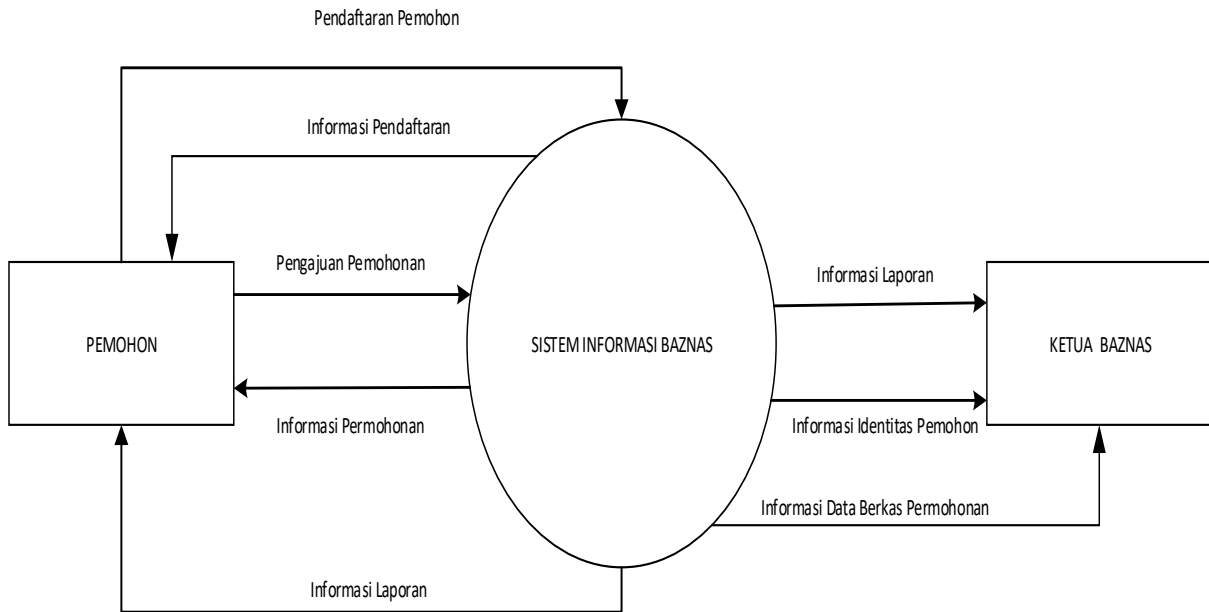 Pendaftaran Pemohon
Informasi Pendaftaran
Pengajuan Pemohonan
Informasi Laporan
PEMOHON
SISTEM INFORMASI BAZNAS
KETUA BAZNAS
Informasi Permohonan
Informasi Identitas Pemohon
Informasi Data Berkas Permohonan
Informasi Laporan